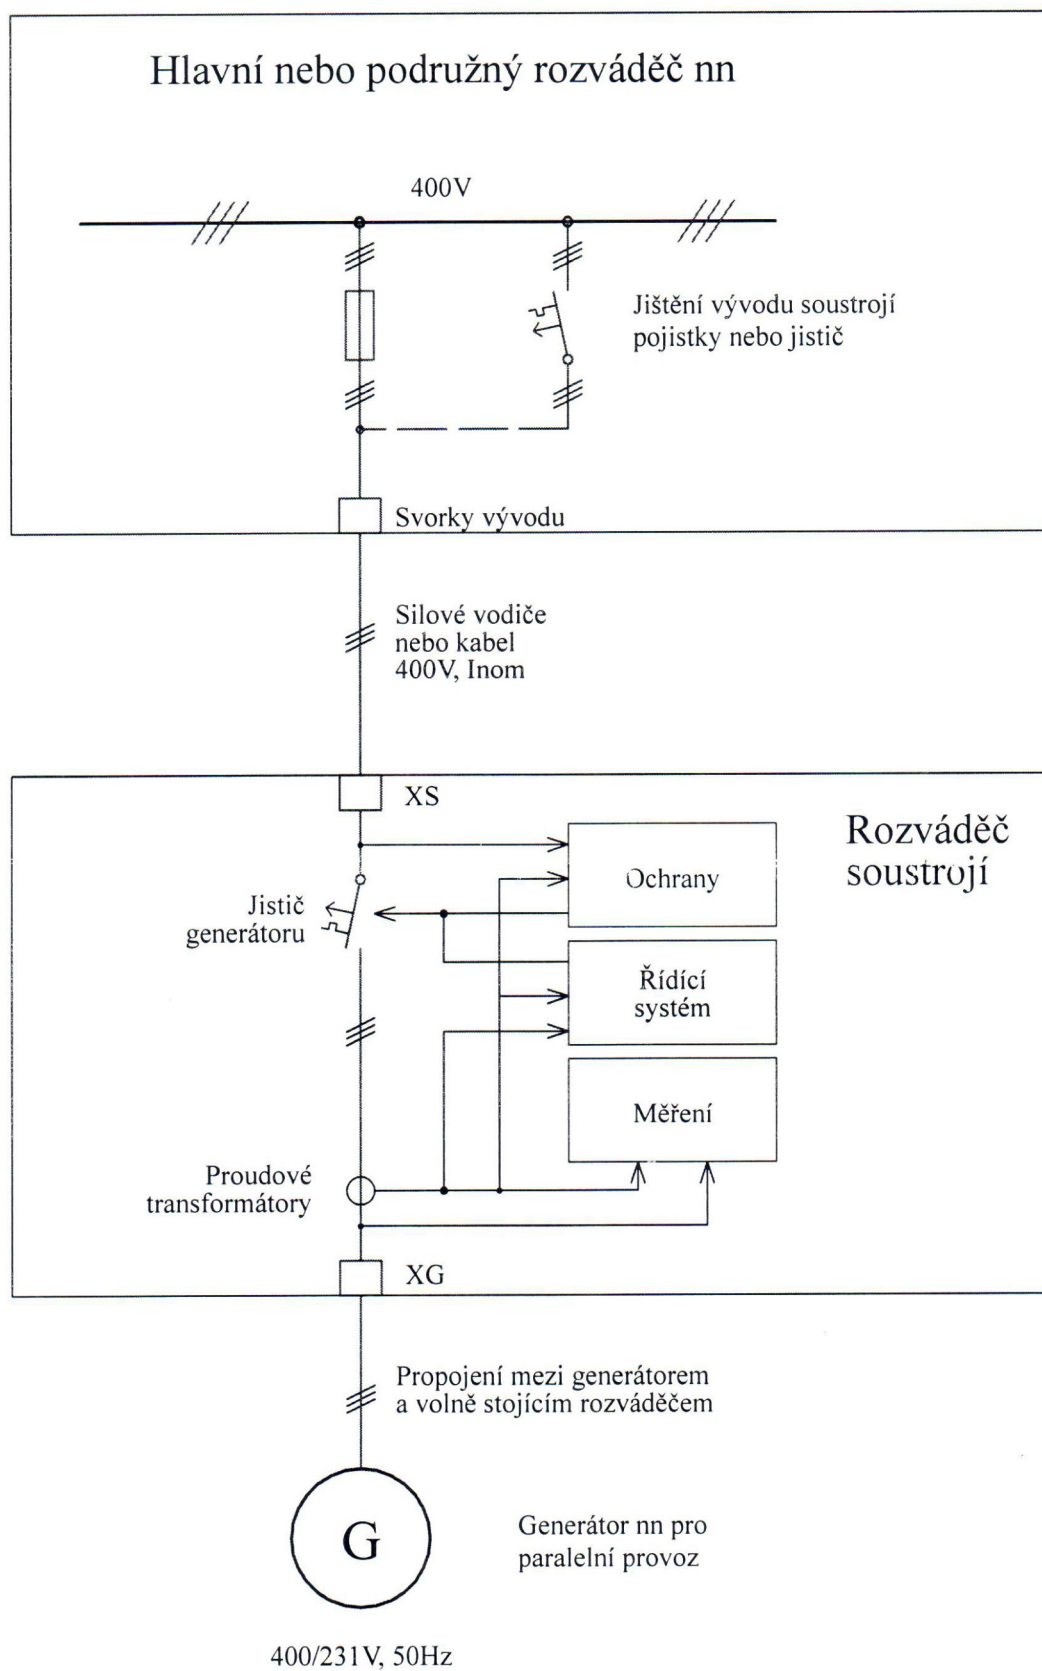 Hlavní nebo podružný rozváděč nn
400V
Jištění vývodu soustrojí
pojistky nebo jistič
Svorky vývodu
Silové vodiče
nebo kabel
400V, Inom
XS
Rozváděč
soustrojí
Ochrany
Jistič
generátoru
Řídící
systém
Měření
Proudové
transformátory
XG
Propojení mezi generátorem
a volně stojícím rozváděčem
G
Generátor nn pro
paralelní provoz
400/231V, 50Hz